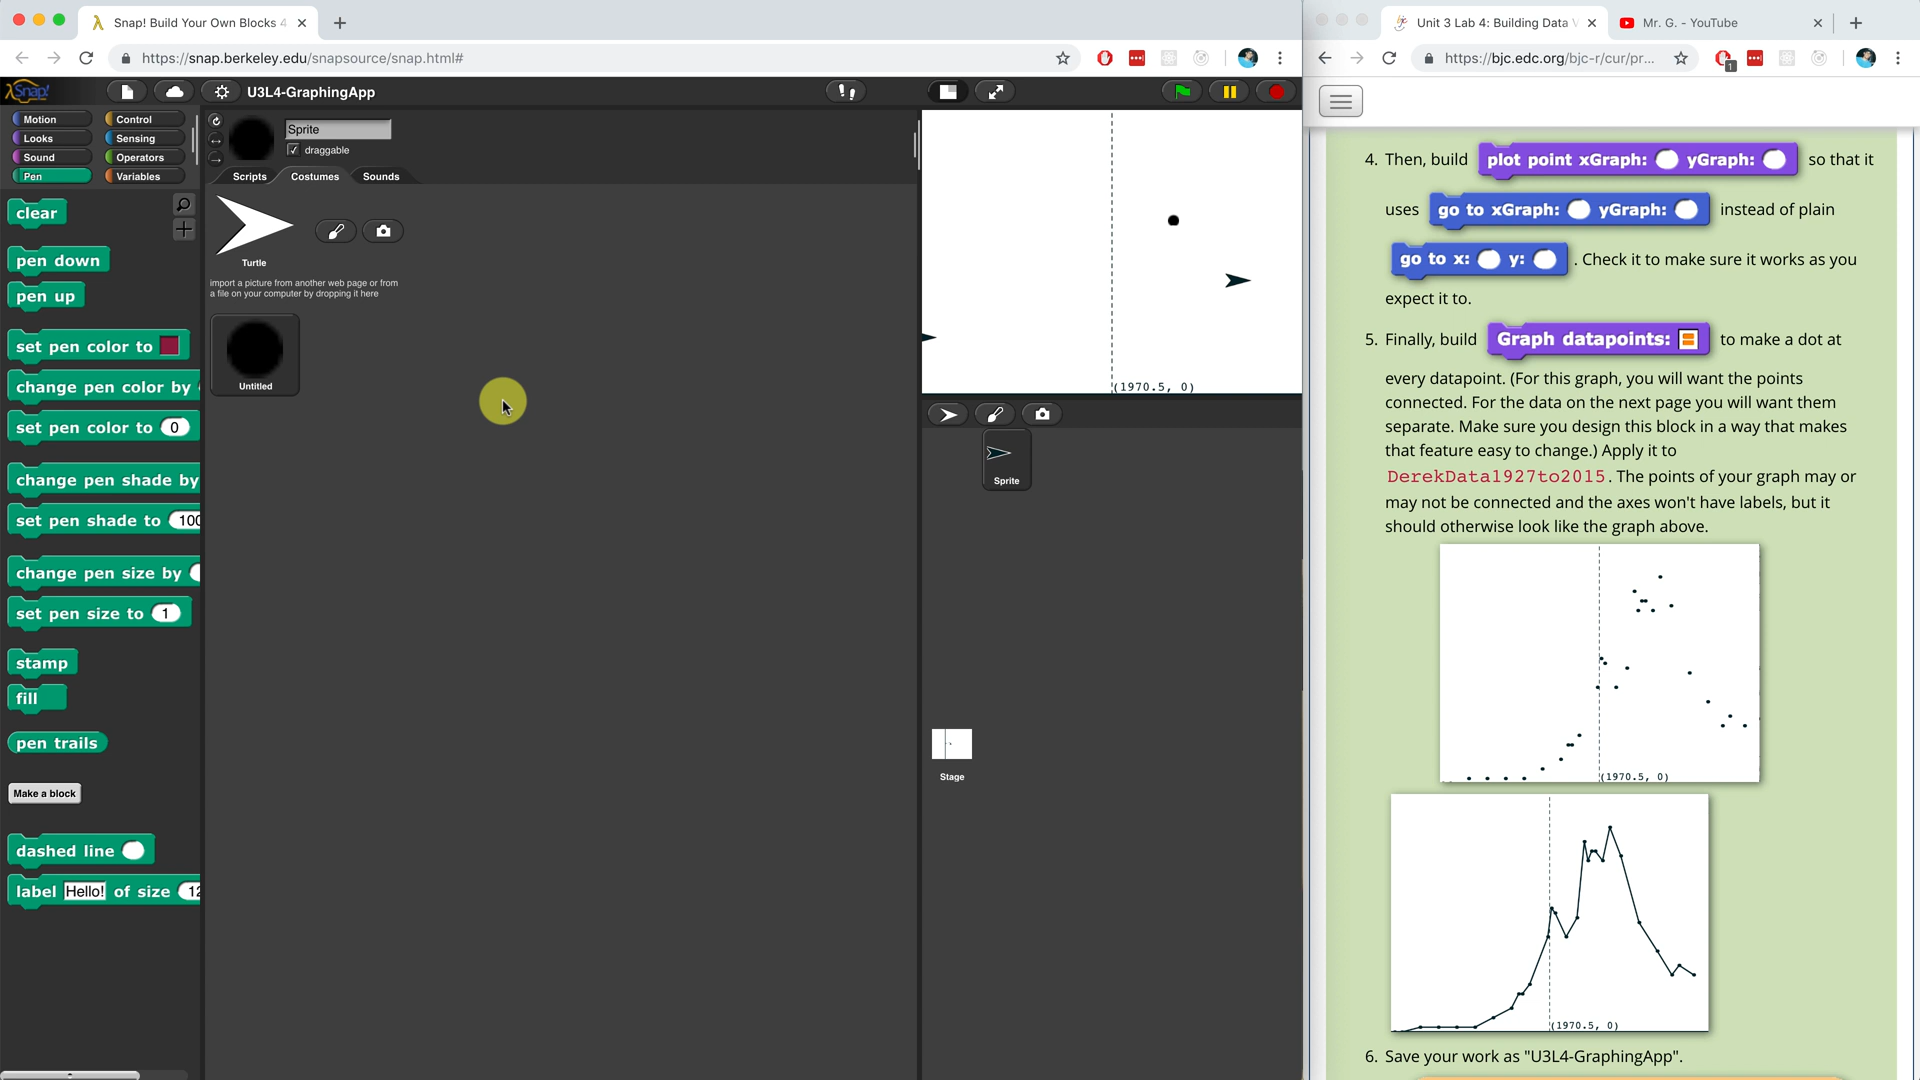 Snap! Build Your Own Blocks 4
https://snap.berkeley.edu/snapsource/snap.html#
Snap!
U3L4-GraphingApp
Motion
Control
Looks
Sensing
Sound
Operators
Pen
Variables
clear
pen down
pen up
set pen color to
change pen color by
set pen color to 0
change pen shade by
set pen shade to 100
change pen size by
set pen size to 1
stamp
fill
pen trails
Make a block
dashed line
label Hello! of size 12
Sprite
draggable
Scripts Costumes Sounds
Turtle
import a picture from another web page or from
a file on your computer by dropping it here
Untitled
(1970.5, 0)
Sprite
Stage
Unit 3 Lab 4: Building Data V
Mr. G. - YouTube
https://bjc.edc.org/bjc-r/cur/pr...
1
4. Then, build plot point xGraph: yGraph: so that it
uses go to xGraph: yGraph: instead of plain
go to x: y: . Check it to make sure it works as you
expect it to.
5. Finally, build Graph datapoints: to make a dot at
every datapoint. (For this graph, you will want the points
connected. For the data on the next page you will want them
separate. Make sure you design this block in a way that makes
that feature easy to change.) Apply it to
DerekData1927to2015. The points of your graph may or
may not be connected and the axes won't have labels, but it
should otherwise look like the graph above.
(1970.5, 0)
(1970.5, 0)
6. Save your work as "U3L4-GraphingApp".